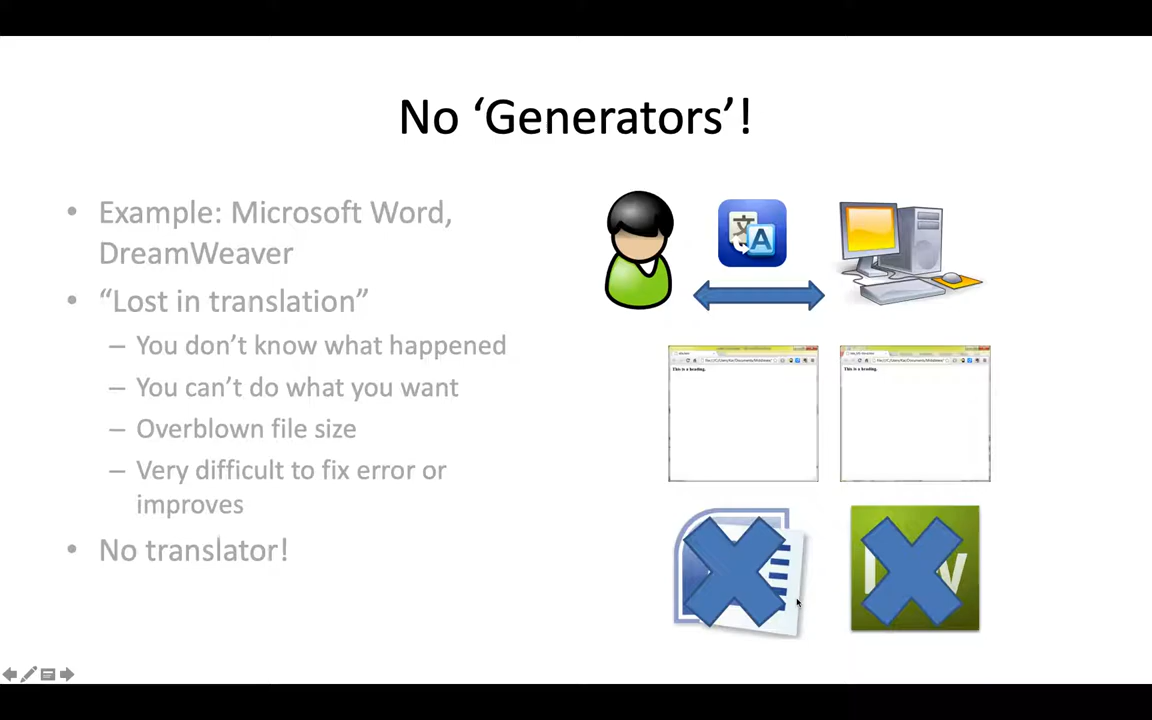 No ‘Generators’!
• Example: Microsoft Word,
DreamWeaver
• “Lost in translation”
– You don’t know what happened
– You can’t do what you want
– Overblown file size
– Very difficult to fix error or
improves
• No translator!
文 A
This is a heading.
This is a heading.